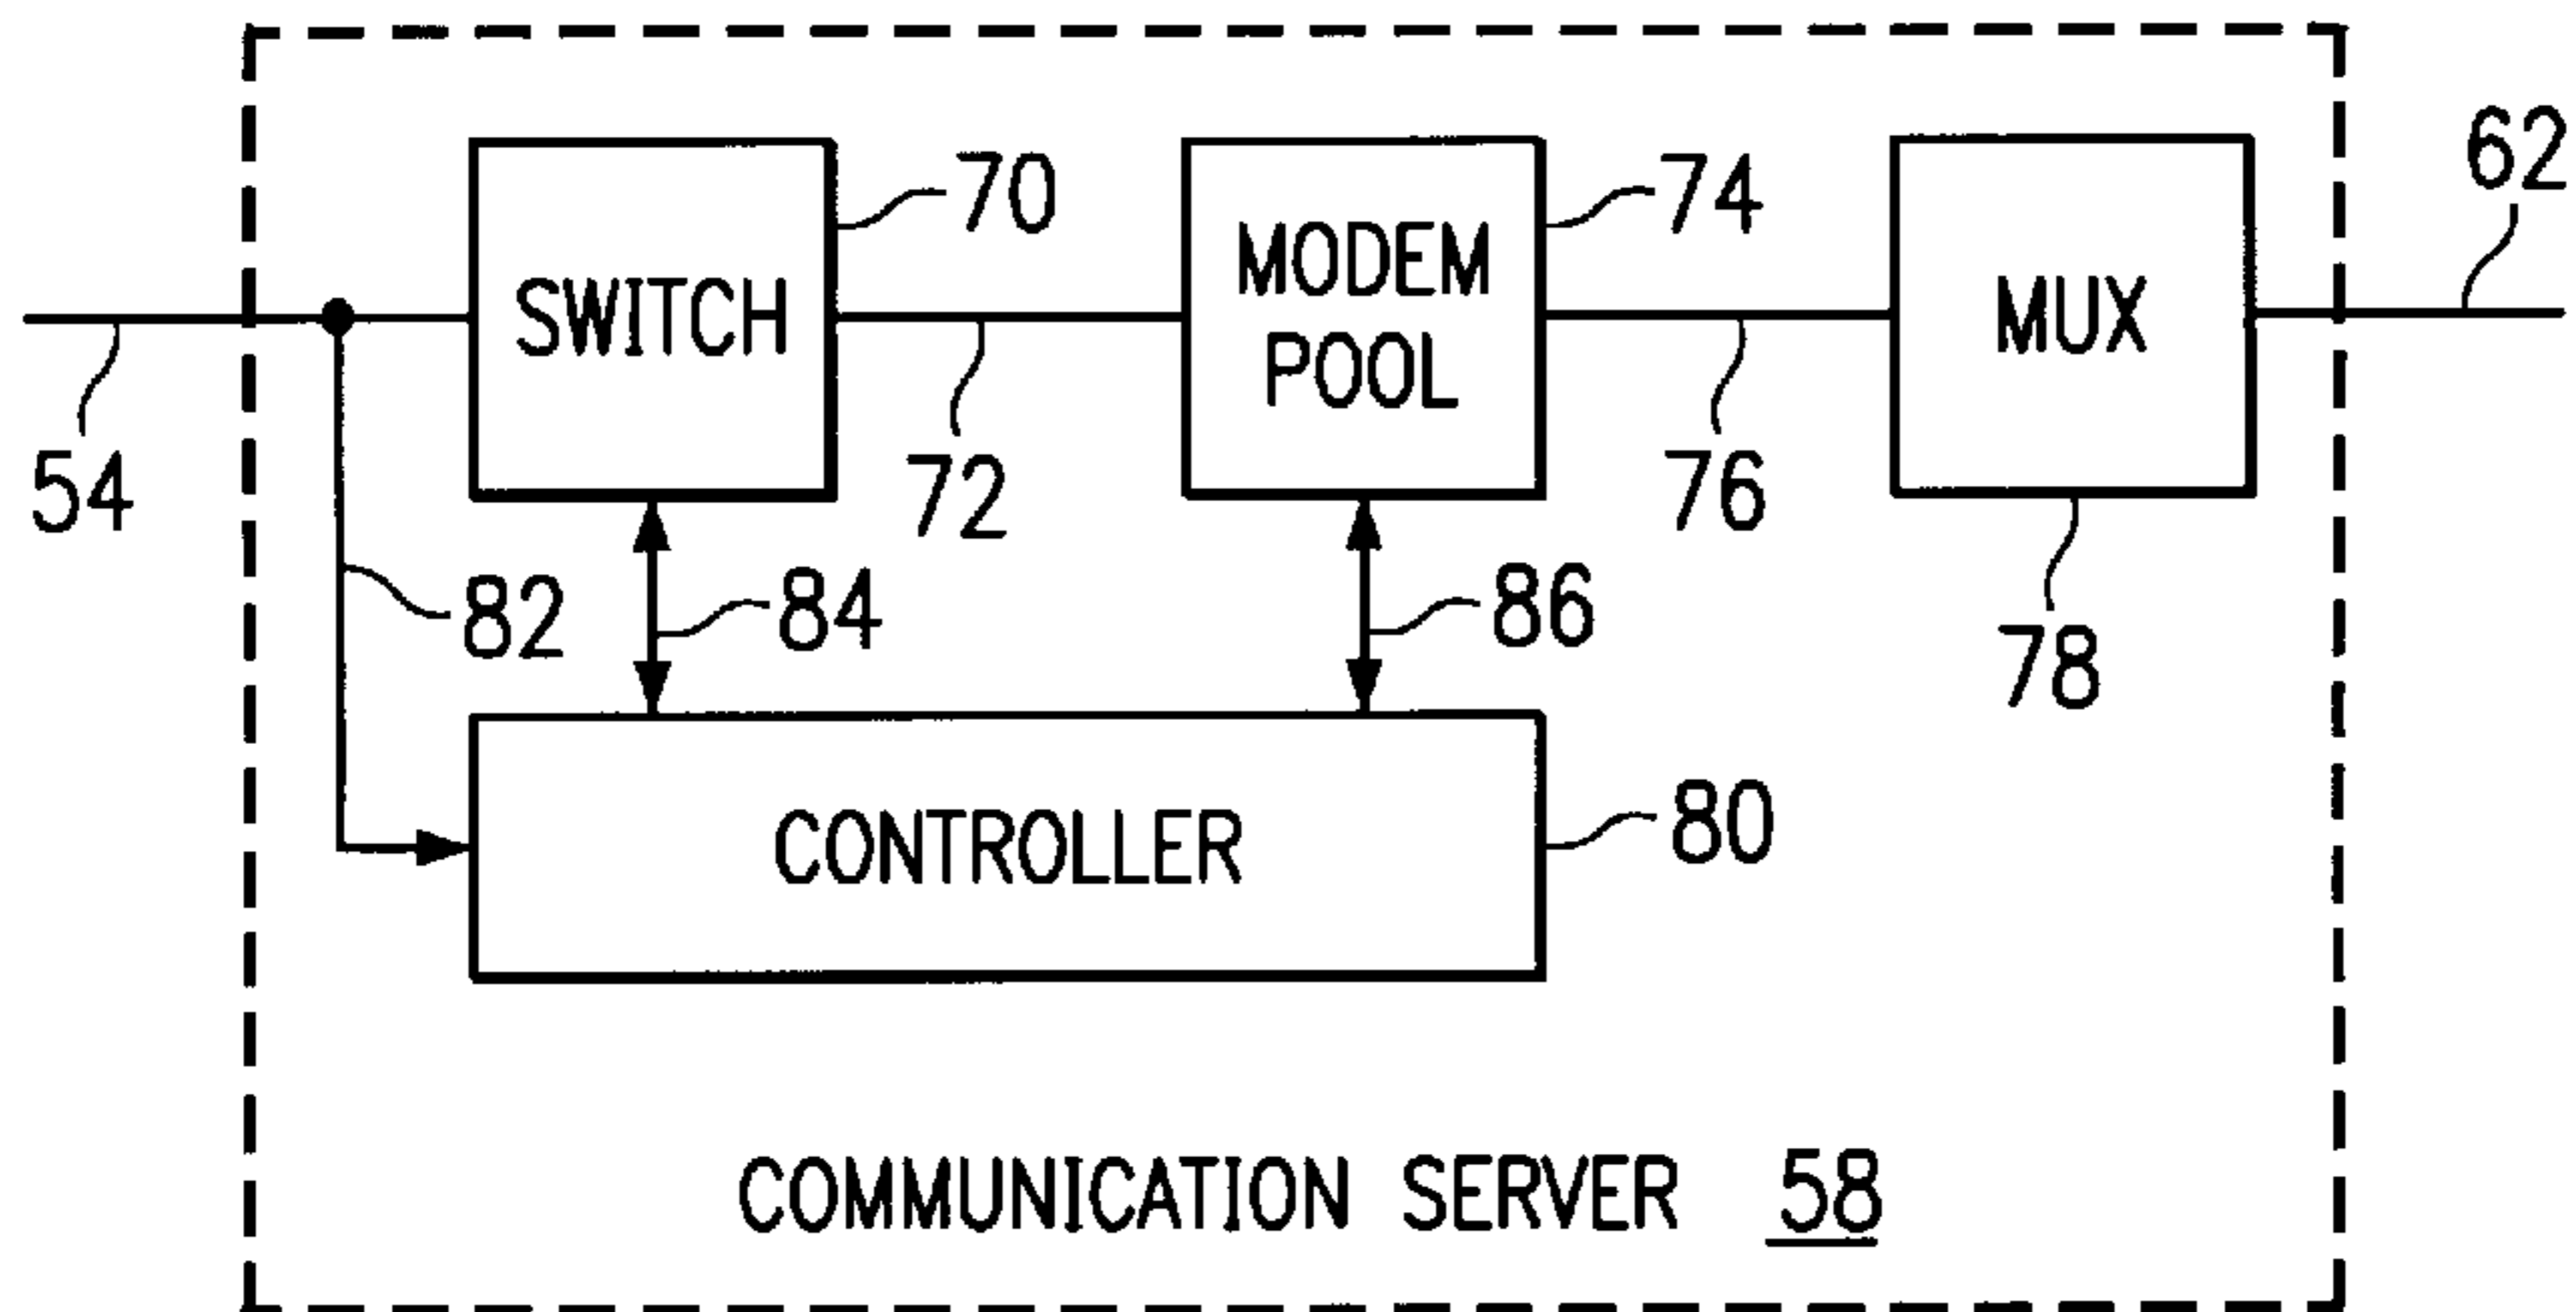 62
70
74
SWITCH
MODEM
POOL
MUX
54
72
76
82
84
86
78
CONTROLLER
80
COMMUNICATION SERVER 58